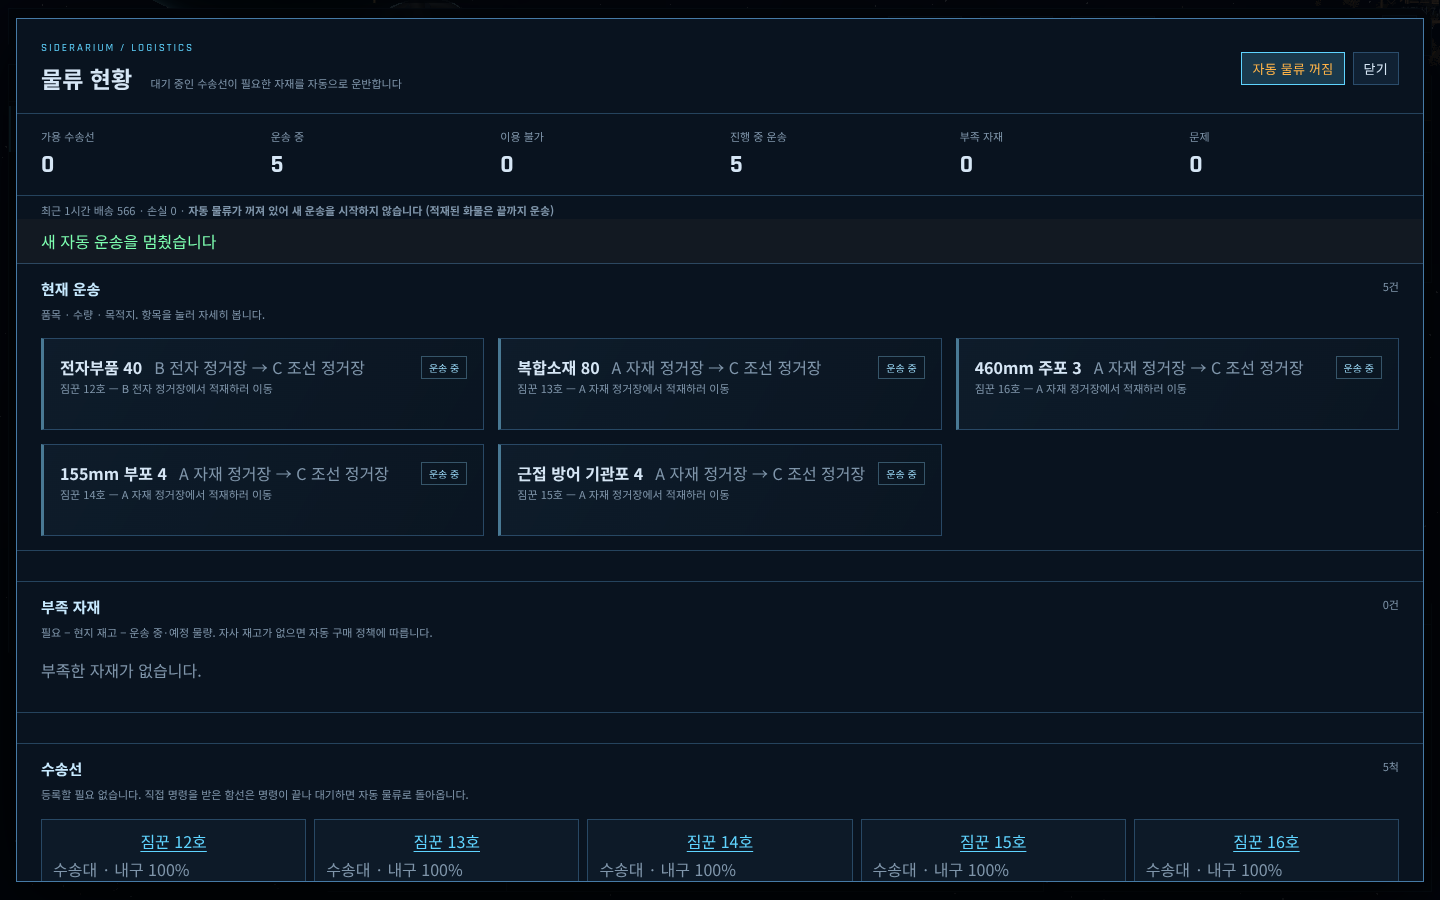 SIDERARIUM / LOGISTICS
물류 현황 대기 중인 수송선이 필요한 자재를 자동으로 운반합니다
자동 물류 꺼짐 닫기
가용 수송선 운송 중 이용 불가 진행 중 운송 부족 자재 문제
0 5 0 5 0 0
최근 1시간 배송 566 · 손실 0 · 자동 물류가 꺼져 있어 새 운송을 시작하지 않습니다 (적재된 화물은 끝까지 운송)
새 자동 운송을 멈췄습니다
현재 운송 5건
품목 · 수량 · 목적지. 항목을 눌러 자세히 봅니다.
전자부품 40 B 전자 정거장 → C 조선 정거장 운송 중
짐꾼 12호 — B 전자 정거장에서 적재하러 이동
복합소재 80 A 자재 정거장 → C 조선 정거장 운송 중
짐꾼 13호 — A 자재 정거장에서 적재하러 이동
460mm 주포 3 A 자재 정거장 → C 조선 정거장 운송 중
짐꾼 16호 — A 자재 정거장에서 적재하러 이동
155mm 부포 4 A 자재 정거장 → C 조선 정거장 운송 중
짐꾼 14호 — A 자재 정거장에서 적재하러 이동
근접 방어 기관포 4 A 자재 정거장 → C 조선 정거장 운송 중
짐꾼 15호 — A 자재 정거장에서 적재하러 이동
부족 자재 0건
필요 − 현지 재고 − 운송 중·예정 물량. 자사 재고가 없으면 자동 구매 정책에 따릅니다.
부족한 자재가 없습니다.
수송선 5척
등록할 필요 없습니다. 직접 명령을 받은 함선은 명령이 끝나 대기하면 자동 물류로 돌아옵니다.
짐꾼 12호 짐꾼 13호 짐꾼 14호 짐꾼 15호 짐꾼 16호
수송대 · 내구 100% 수송대 · 내구 100% 수송대 · 내구 100% 수송대 · 내구 100% 수송대 · 내구 100%